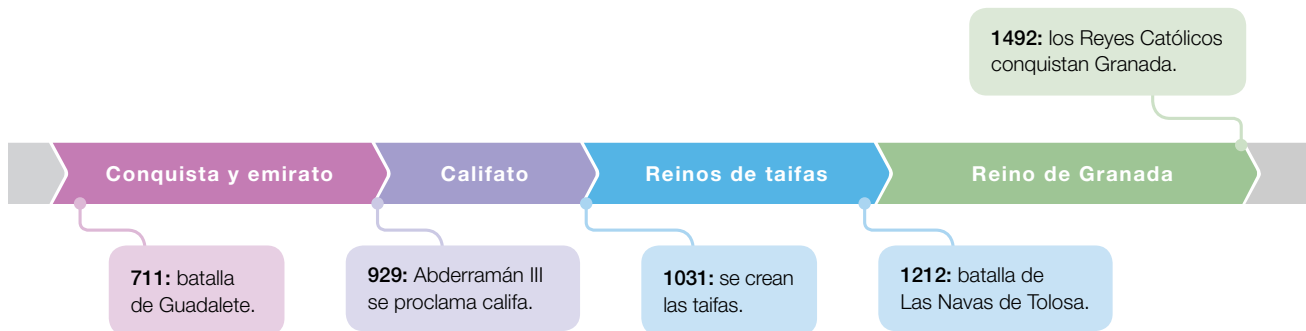 1492: los Reyes Católicos
conquistan Granada.
Conquista y emirato
Califato
Reinos de taifas
Reino de Granada
711: batalla
de Guadalete.
929: Abderramán III
se proclama califa.
1031: se crean
las taifas.
1212: batalla de
Las Navas de Tolosa.